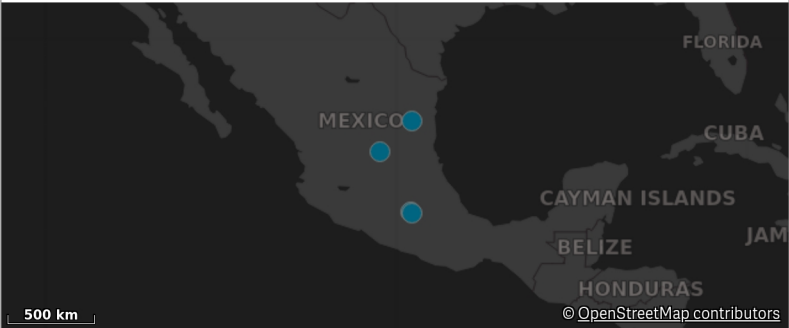 FLORIDA
MEXICO
CUBA
CAYMAN ISLANDS
JAM
BELIZE
HONDURAS
500 km
© OpenStreetMap contributors